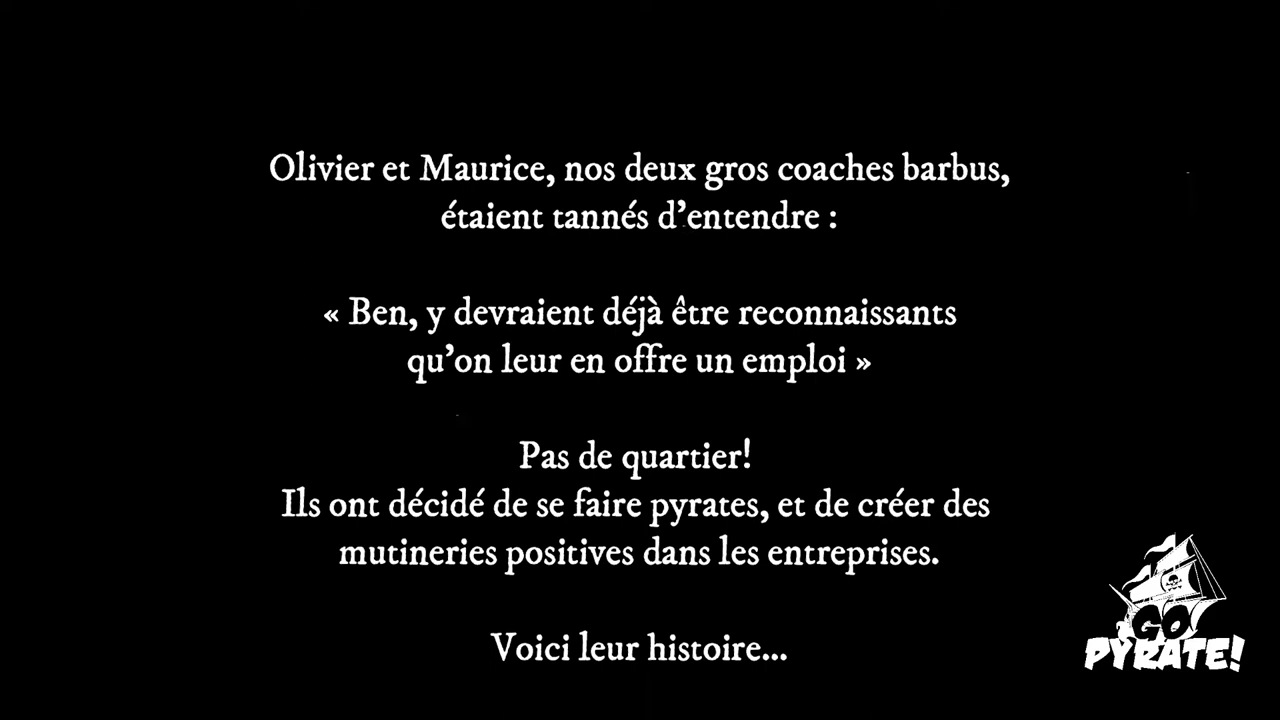 Olivier et Maurice, nos deux gros coaches barbus,
étaient tannés d'entendre :
« Ben, y devraient déjà être reconnaissants
qu'on leur en offre un emploi »
Pas de quartier!
Ils ont décidé de se faire pyrates, et de créer des
mutineries positives dans les entreprises.
Voici leur histoire...
GO
PYRATE!